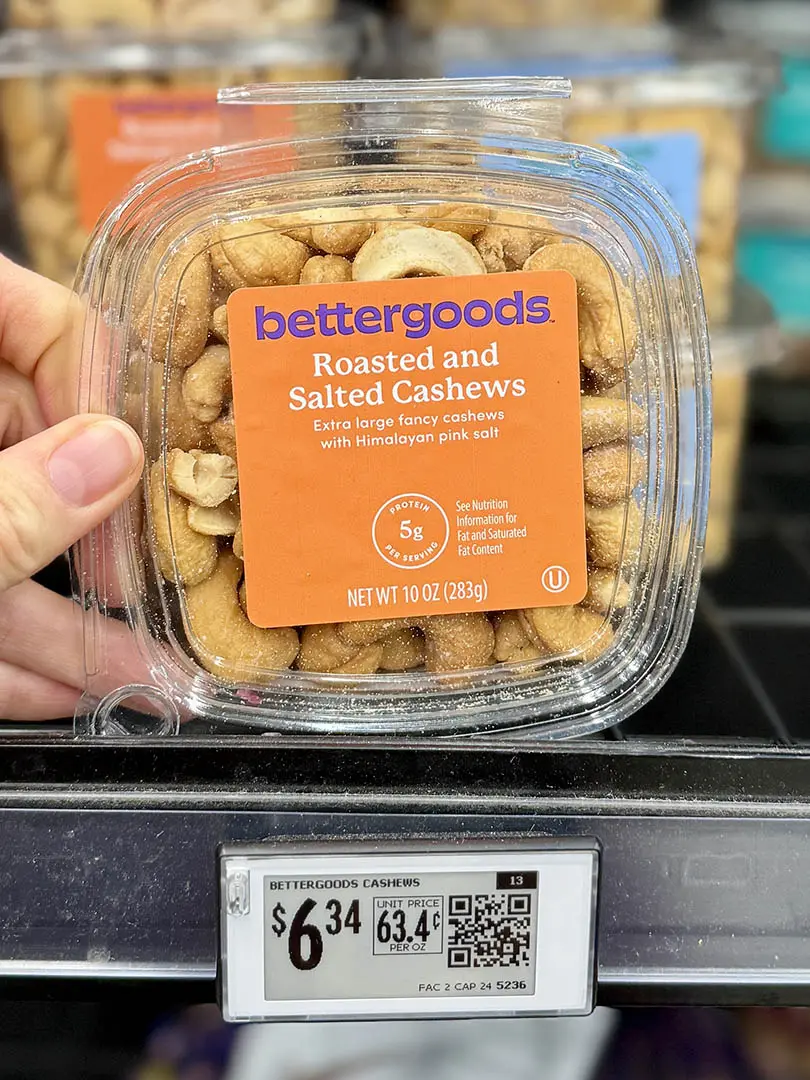 bettergoods™
Roasted and
Salted Cashews
Extra large fancy cashews
with Himalayan pink salt
PROTEIN
5g
PER SERVING
See Nutrition
Information for
Fat and Saturated
Fat Content
NET WT 10 OZ (283g)
U
BETTERGOODS CASHEWS
13
$6 34
UNIT PRICE
63.4¢
PER OZ
FAC 2 CAP 24 5236